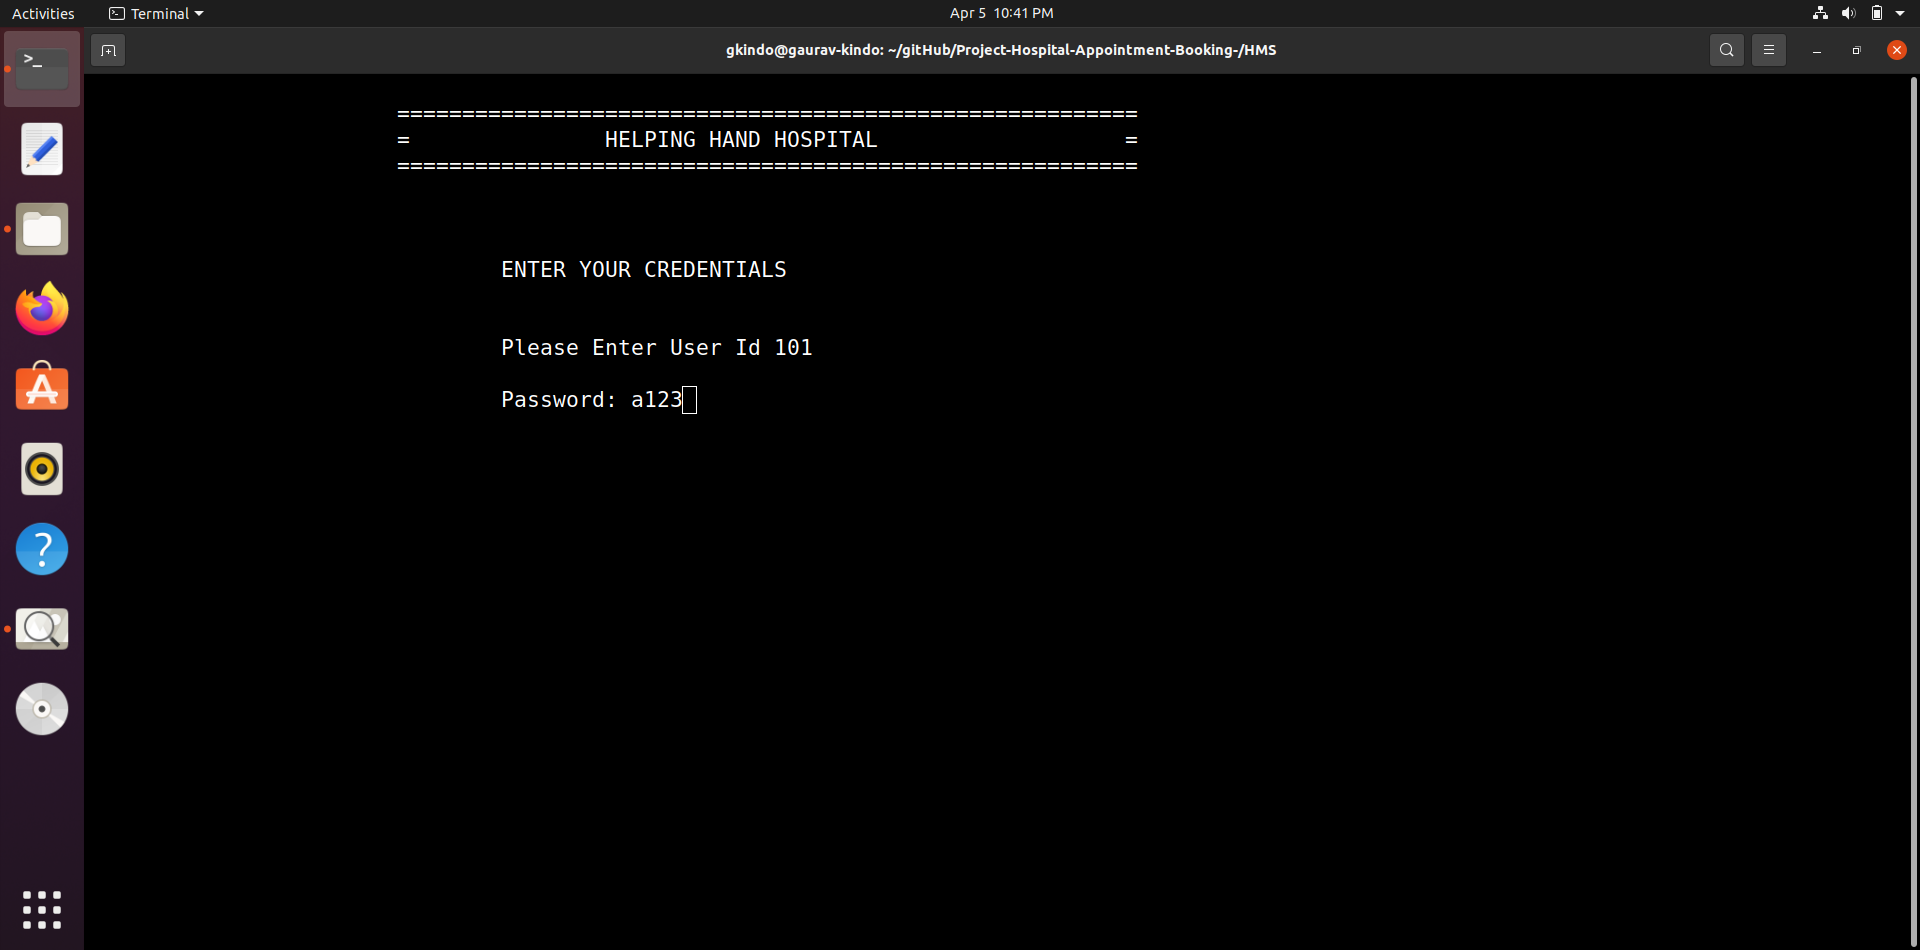 Activities Terminal Apr 5 10:41 PM
gkindo@gaurav-kindo: ~/gitHub/Project-Hospital-Appointment-Booking-/HMS
=========================================================
= HELPING HAND HOSPITAL =
=========================================================
ENTER YOUR CREDENTIALS
Please Enter User Id 101
Password: a123